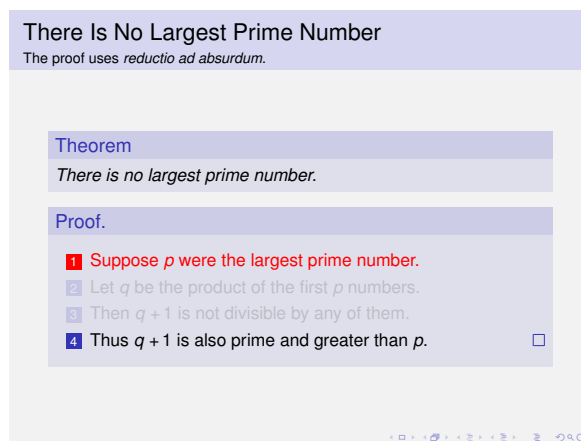 There Is No Largest Prime Number
The proof uses reductio ad absurdum.
Theorem
There is no largest prime number.
Proof.
1 Suppose p were the largest prime number.
2 Let q be the product of the first p numbers.
3 Then q + 1 is not divisible by any of them.
4 Thus q + 1 is also prime and greater than p. □